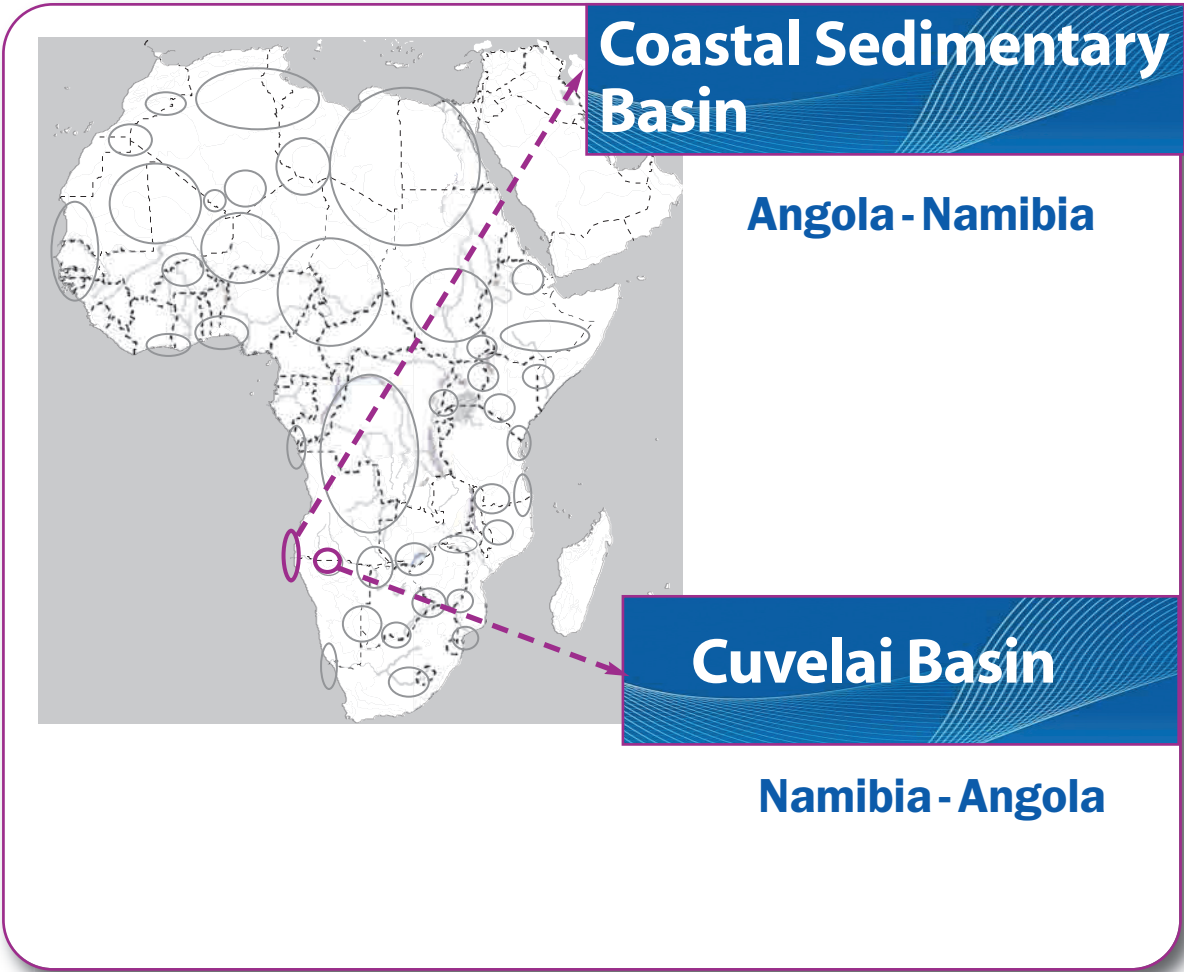 Coastal Sedimentary
Basin
Angola - Namibia
Cuvelai Basin
Namibia - Angola